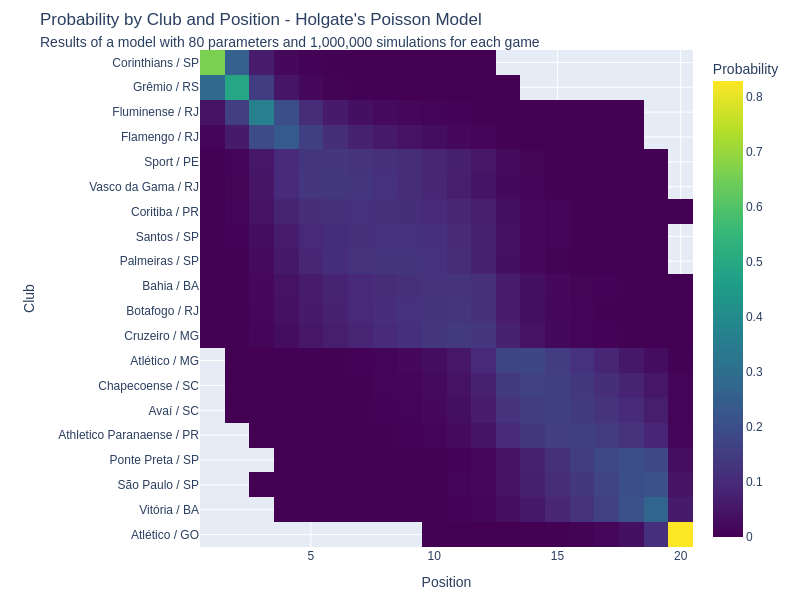 Probability by Club and Position - Holgate's Poisson Model
Results of a model with 80 parameters and 1,000,000 simulations for each game
Probability
Corinthians / SP
Grêmio / RS
Fluminense / RJ
Flamengo / RJ
Sport / PE
Vasco da Gama / RJ
Coritiba / PR
Santos / SP
Palmeiras / SP
Bahia / BA
Botafogo / RJ
Cruzeiro / MG
Atlético / MG
Chapecoense / SC
Avaí / SC
Athletico Paranaense / PR
Ponte Preta / SP
São Paulo / SP
Vitória / BA
Atlético / GO
Club
5
10
15
20
Position
0.8
0.7
0.6
0.5
0.4
0.3
0.2
0.1
0